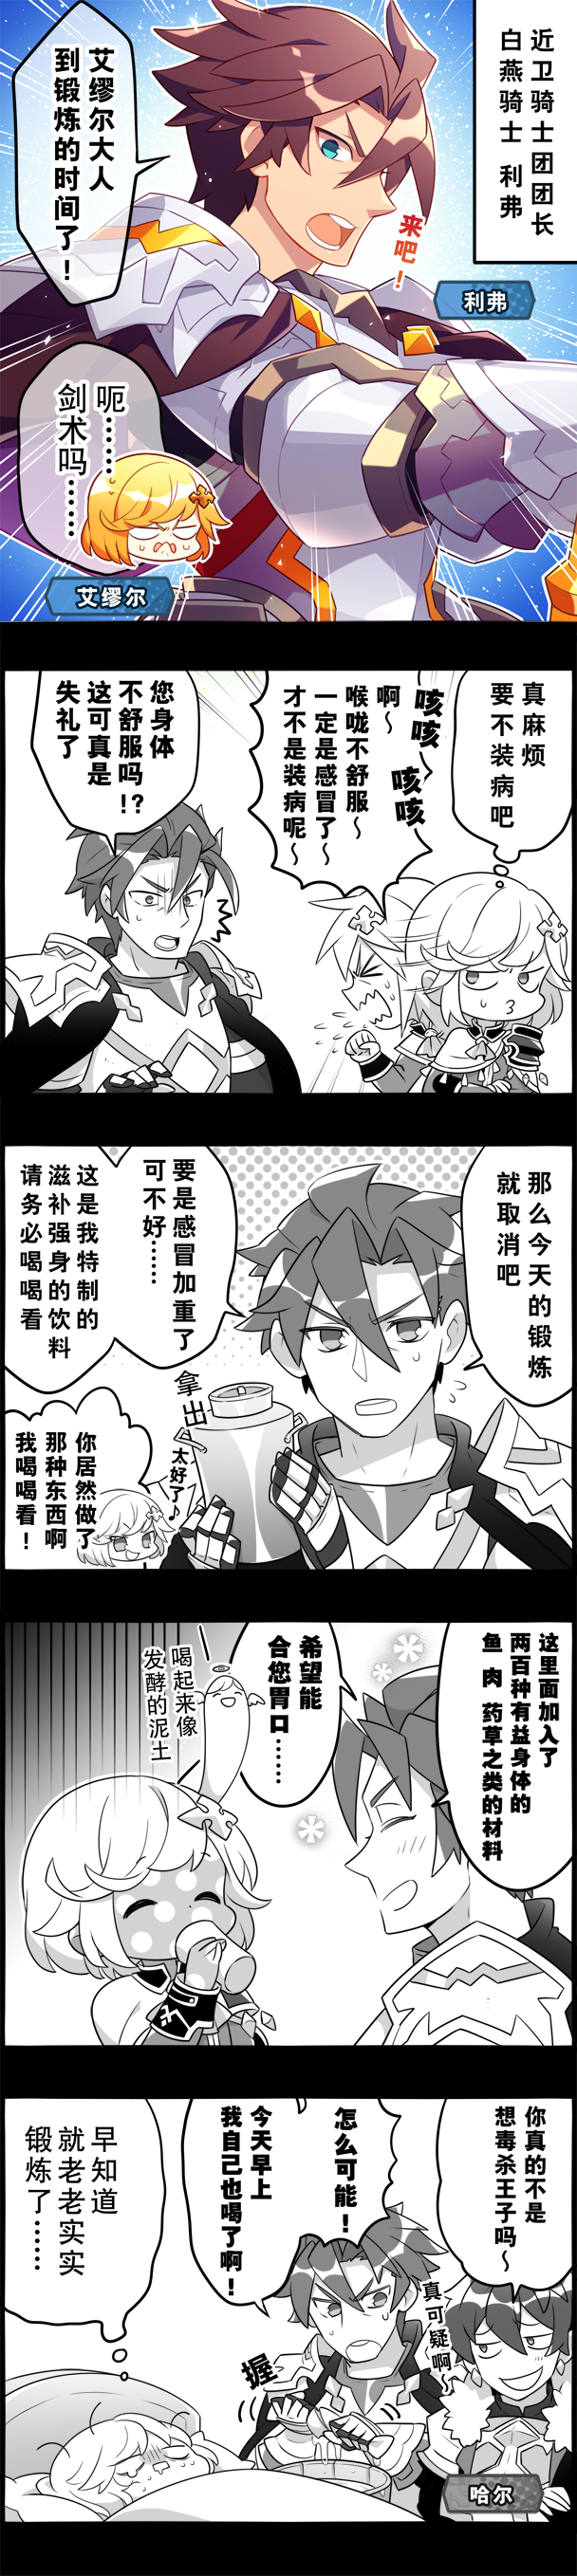 近卫骑士团团长
白燕骑士 利弗
艾缪尔大人
到锻炼的时间了！
来吧！
利弗
呃……
剑术吗……
艾缪尔
真麻烦
要不装病吧
咳咳
咳咳
啊～
喉咙不舒服～
一定是感冒了～
才不是装病呢～
您身体
不舒服吗！？
这可真是
失礼了
那么今天的锻炼
就取消吧
要是感冒加重了
可不好……
这是我特制的
滋补强身的饮料
请务必喝喝看
拿出
太好了♪
你居然做了
那种东西啊
我喝喝看！
这里面加入了
两百种有益身体的
鱼 肉 药草之类的材料
希望能
合您胃口……
喝起来像
发酵的泥土
你真的不是
想毒杀王子吗～
真可疑啊～
怎么可能！
今天早上
我自己也喝了啊！
握
哈尔
早知道
就老老实实
锻炼了……